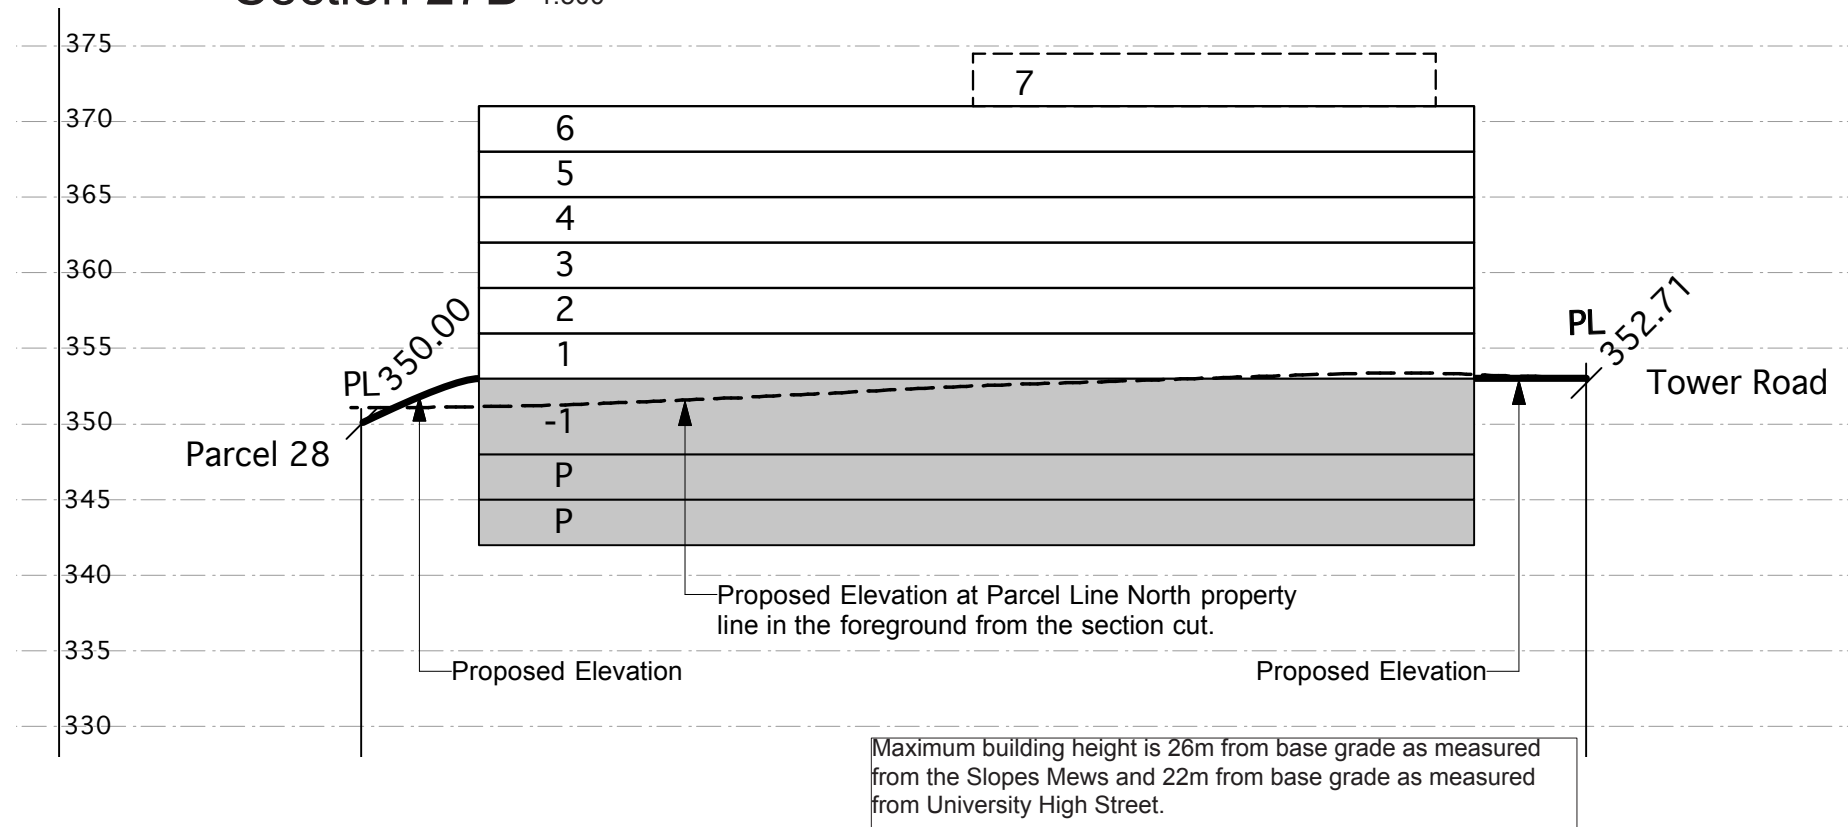 375
7
370
6
5
365
4
3
360
2
355
1
PL
350.00
PL
352.71
Tower Road
350
-1
Parcel 28
P
345
P
340
Proposed Elevation at Parcel Line North property
line in the foreground from the section cut.
335
Proposed Elevation
Proposed Elevation
330
Maximum building height is 26m from base grade as measured
from the Slopes Mews and 22m from base grade as measured
from University High Street.